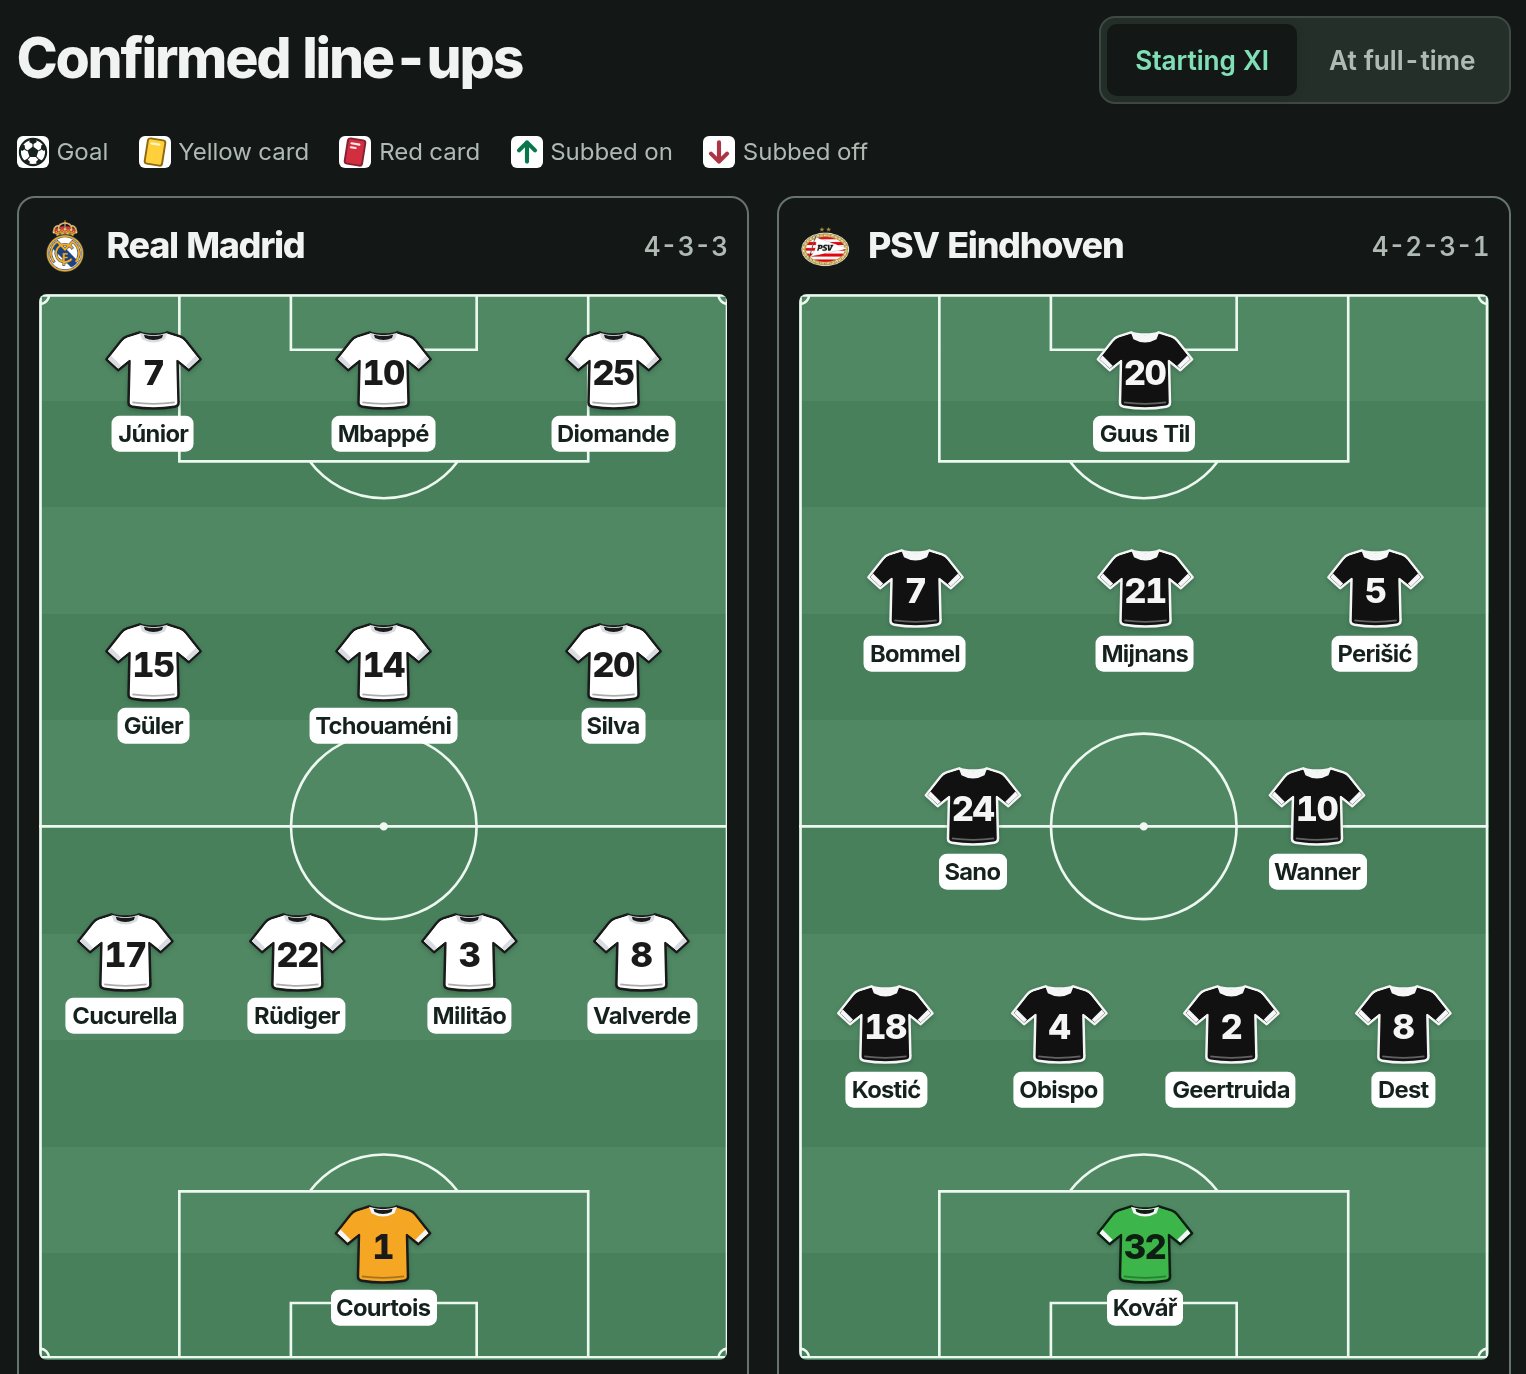 Confirmed line-ups
Starting XI
At full-time
Goal
Yellow card
Red card
Subbed on
Subbed off
Real Madrid
4-3-3
7
10
25
Júnior
Mbappé
Diomande
15
14
20
Güler
Tchouaméni
Silva
17
22
3
8
Cucurella
Rüdiger
Militão
Valverde
1
Courtois
PSV
PSV Eindhoven
4-2-3-1
20
Guus Til
7
21
5
Bommel
Mijnans
Perišić
24
10
Sano
Wanner
18
4
2
8
Kostić
Obispo
Geertruida
Dest
32
Kovář